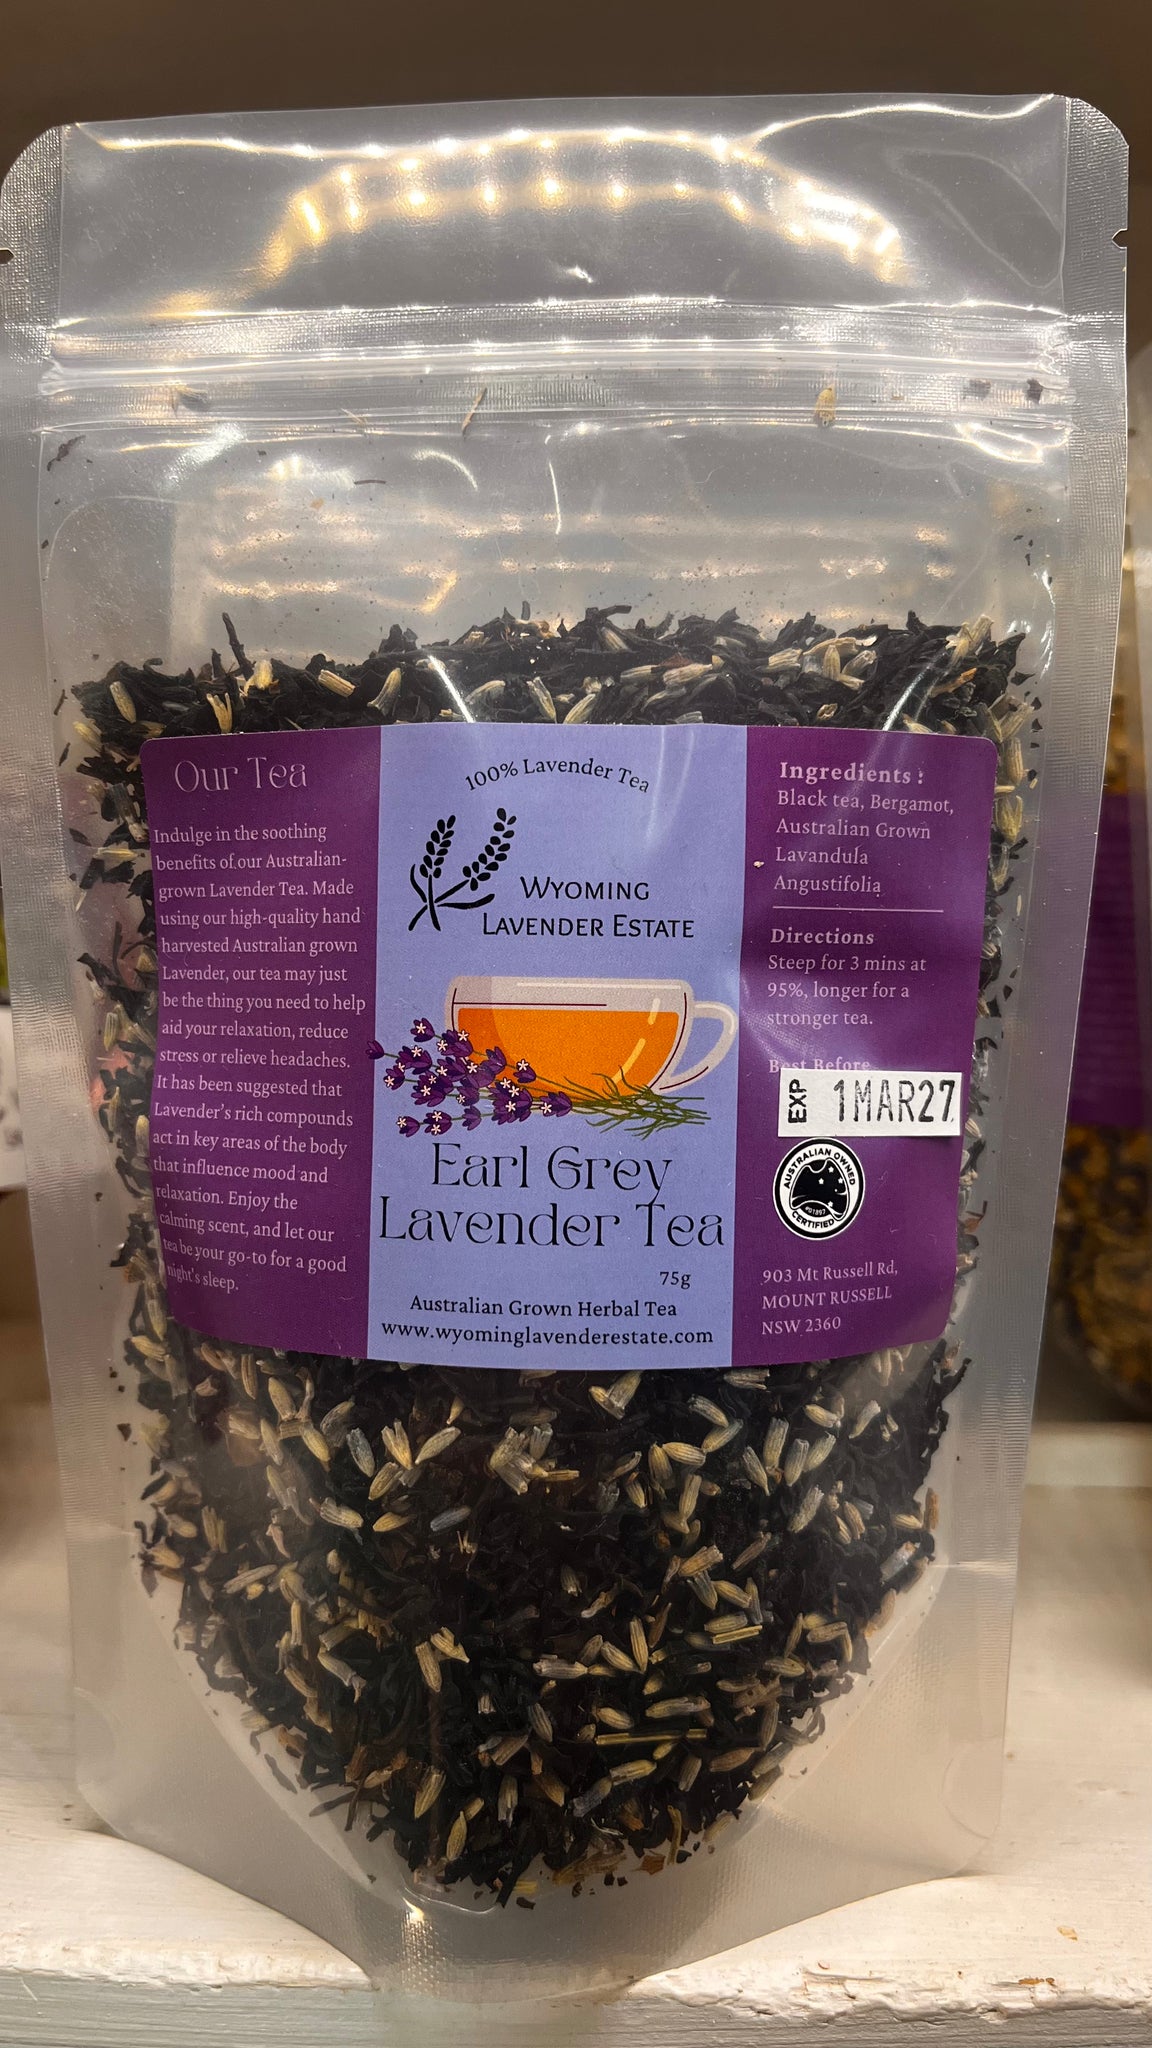 Our Tea
Indulge in the soothing
benefits of our Australian-
grown Lavender Tea. Made
using our high-quality hand
harvested Australian grown
Lavender, our tea may just
be the thing you need to help
aid your relaxation, reduce
stress or relieve headaches.
It has been suggested that
Lavender's rich compounds
act in key areas of the body
that influence mood and
relaxation. Enjoy the
calming scent, and let our
tea be your go-to for a good
night's sleep.
100% Lavender Tea
WYOMING
LAVENDER ESTATE
Earl Grey
Lavender Tea
75g
Australian Grown Herbal Tea
www.wyominglavenderestate.com
Ingredients :
Black tea, Bergamot,
Australian Grown
Lavandula
Angustifolia
Directions
Steep for 3 mins at
95%, longer for a
stronger tea.
Best Before
EXP 1MAR27
AUSTRALIAN OWNED
CERTIFIED
903 Mt Russell Rd,
MOUNT RUSSELL
NSW 2360